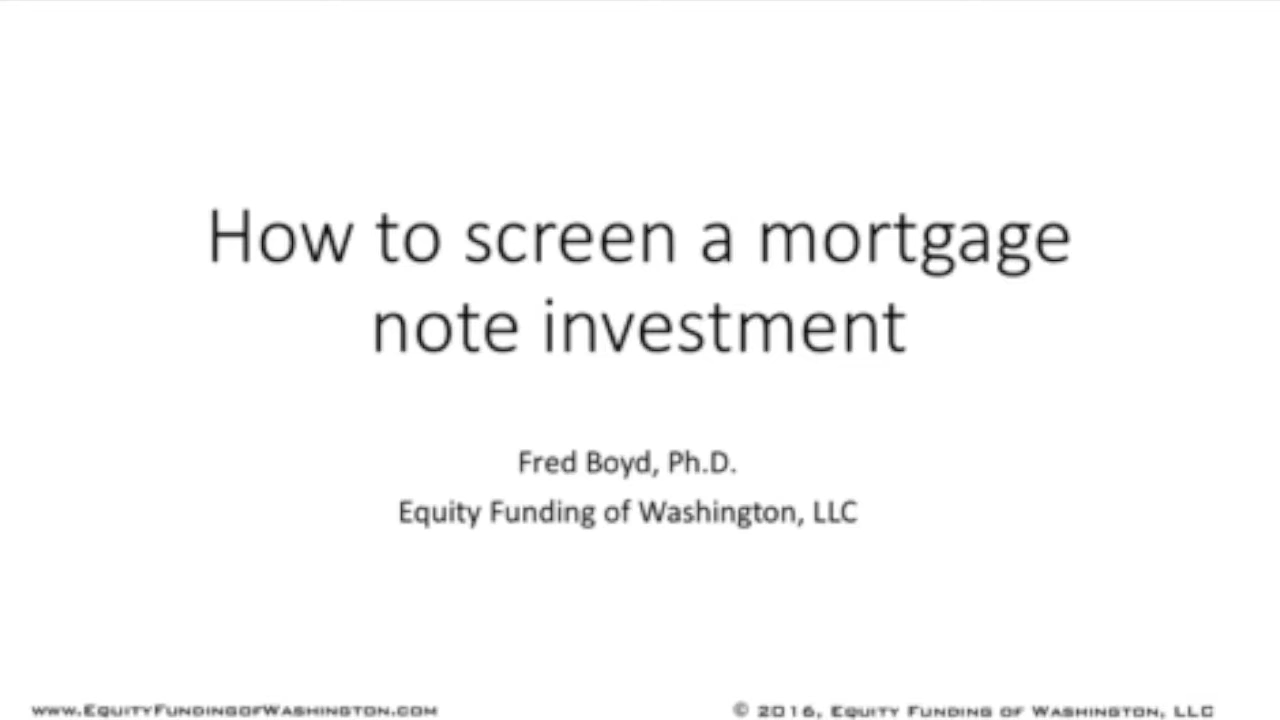 How to screen a mortgage
note investment
Fred Boyd, Ph.D.
Equity Funding of Washington, LLC
www.EquityFundingofWashington.com
© 2016, Equity Funding of Washington, LLC